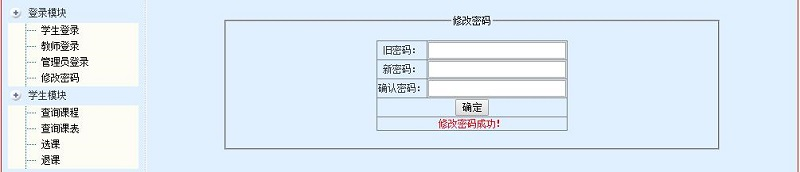 登录模块
学生登录
教师登录
管理员登录
修改密码
学生模块
查询课程
查询课表
选课
退课
修改密码
旧密码：
新密码：
确认密码：
确定
修改密码成功！